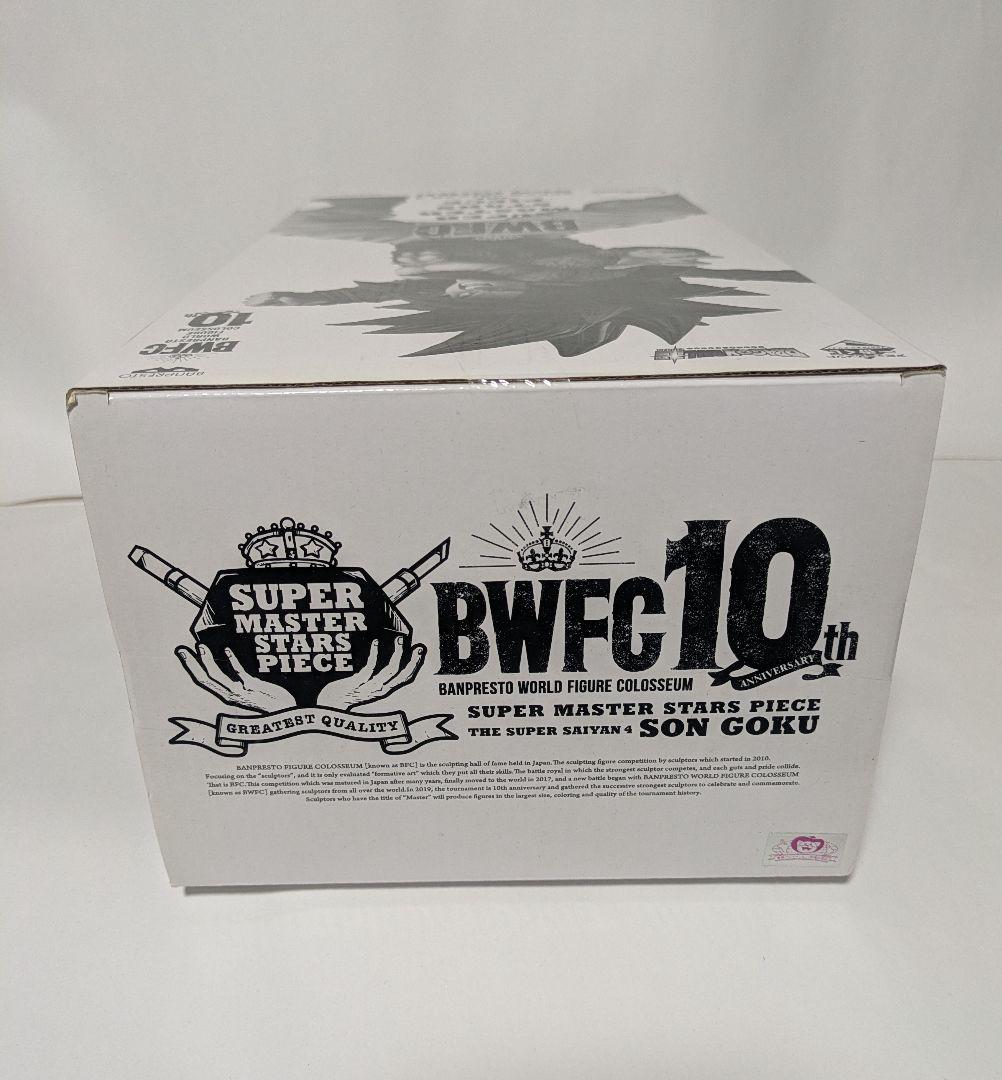 BWFC
BANPRESTO
WORLD
FIGURE
COLOSSEUM
10th
BANPRESTO
SUPER
MASTER
STARS
PIECE
GREATEST QUALITY
BWFC 10th
ANNIVERSARY
BANPRESTO WORLD FIGURE COLOSSEUM
SUPER MASTER STARS PIECE
THE SUPER SAIYAN 4 SON GOKU
BANPRESTO FIGURE COLOSSEUM [known as BFC] is the sculpting hall of fame held in Japan. The sculpting figure competition by sculptors which started in 2010.
Focusing on the "sculptors", and it is only evaluated "formative art" which they put all their skills. The battle royal in which the strongest sculptor competes, and each guts and pride collide.
That is BFC. This competition which was matured in Japan after many years, finally moved to the world in 2017, and a new battle began with BANPRESTO WORLD FIGURE COLOSSEUM
[known as BWFC] gathering sculptors from all over the world. In 2019, the tournament is 10th anniversary and gathered the successive strongest sculptors to celebrate and commemorate.
Sculptors who have the title of "Master" will produce figures in the largest size, coloring and quality of the tournament history.